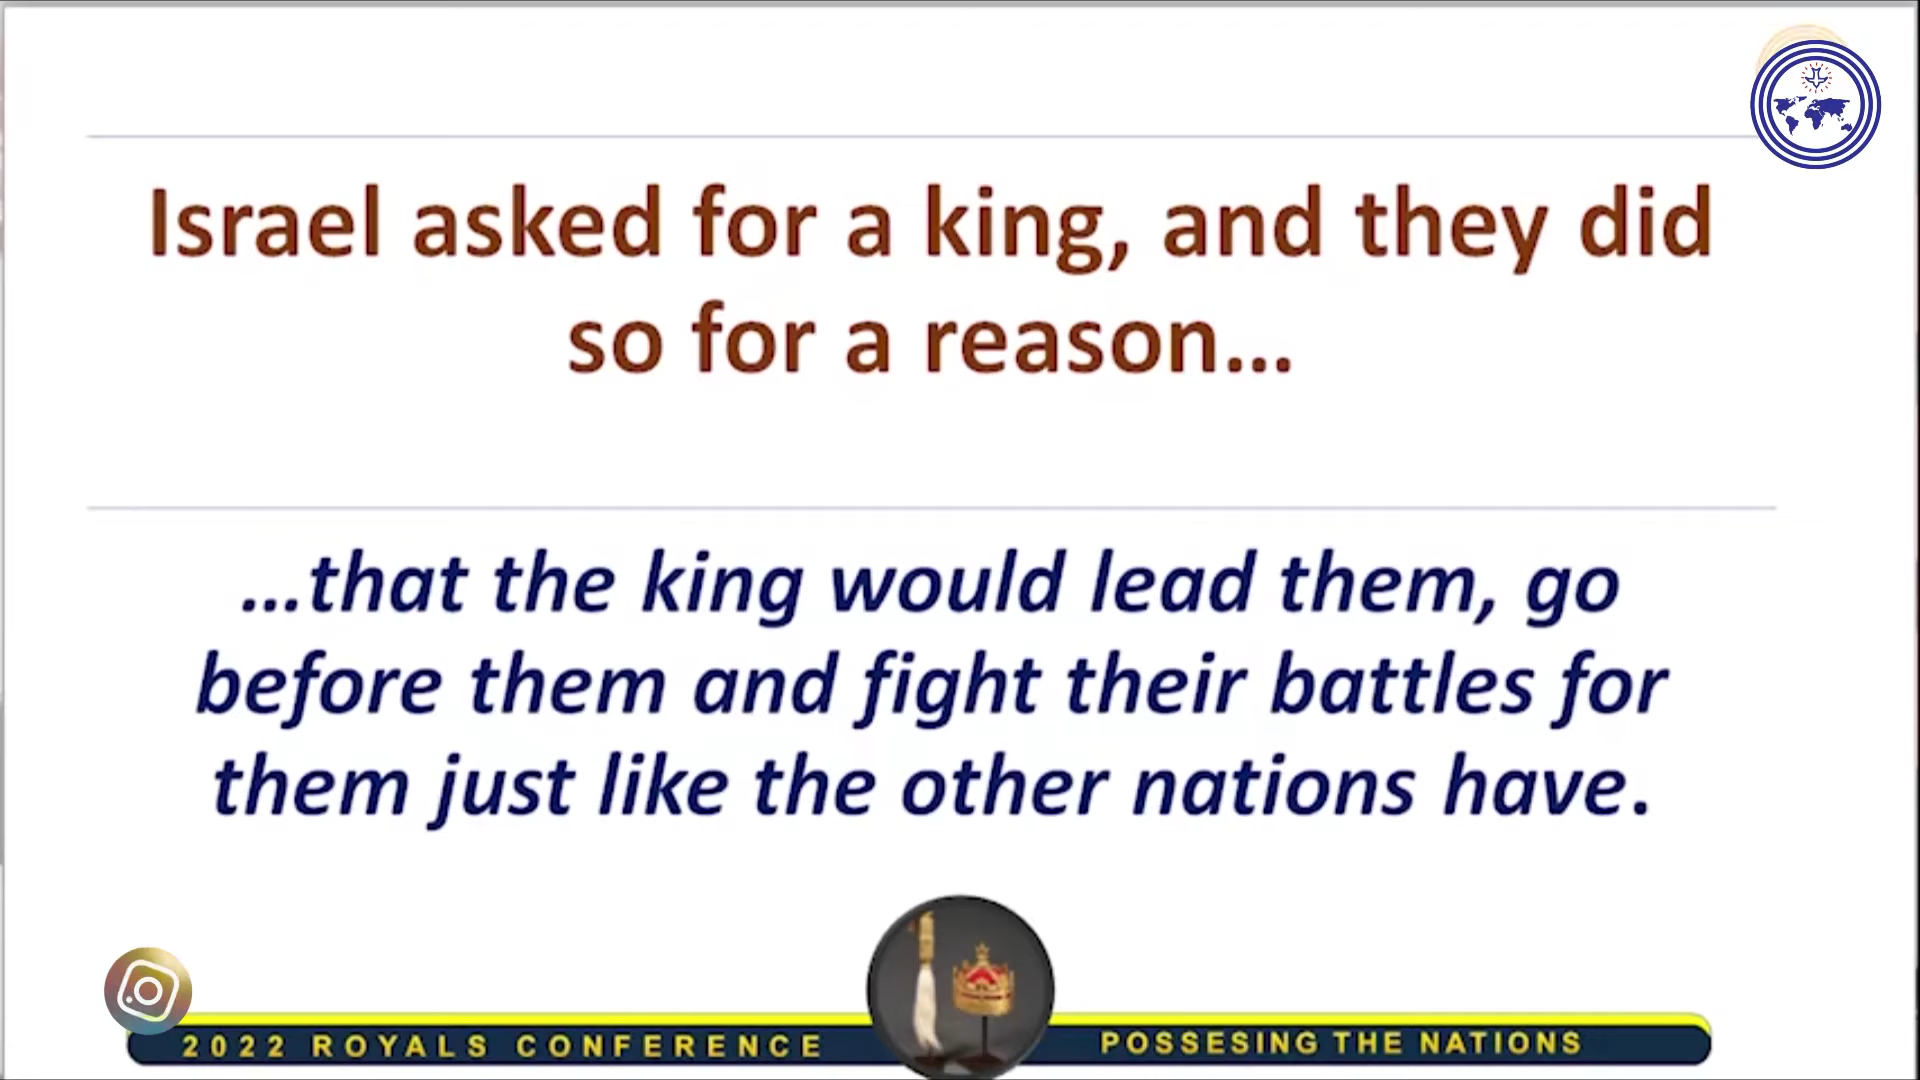 Israel asked for a king, and they did
so for a reason...
...that the king would lead them, go
before them and fight their battles for
them just like the other nations have.
2022 ROYALS CONFERENCE
POSSESING THE NATIONS